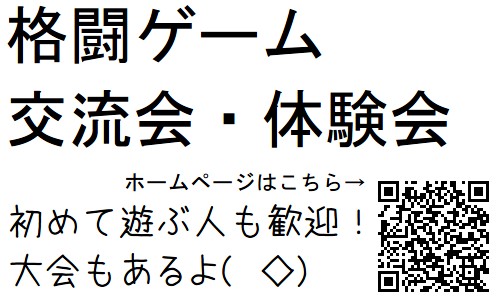 格闘ゲーム
交流会・体験会
ホームページはこちら→
初めて遊ぶ人も歓迎！
大会もあるよ( ◇)